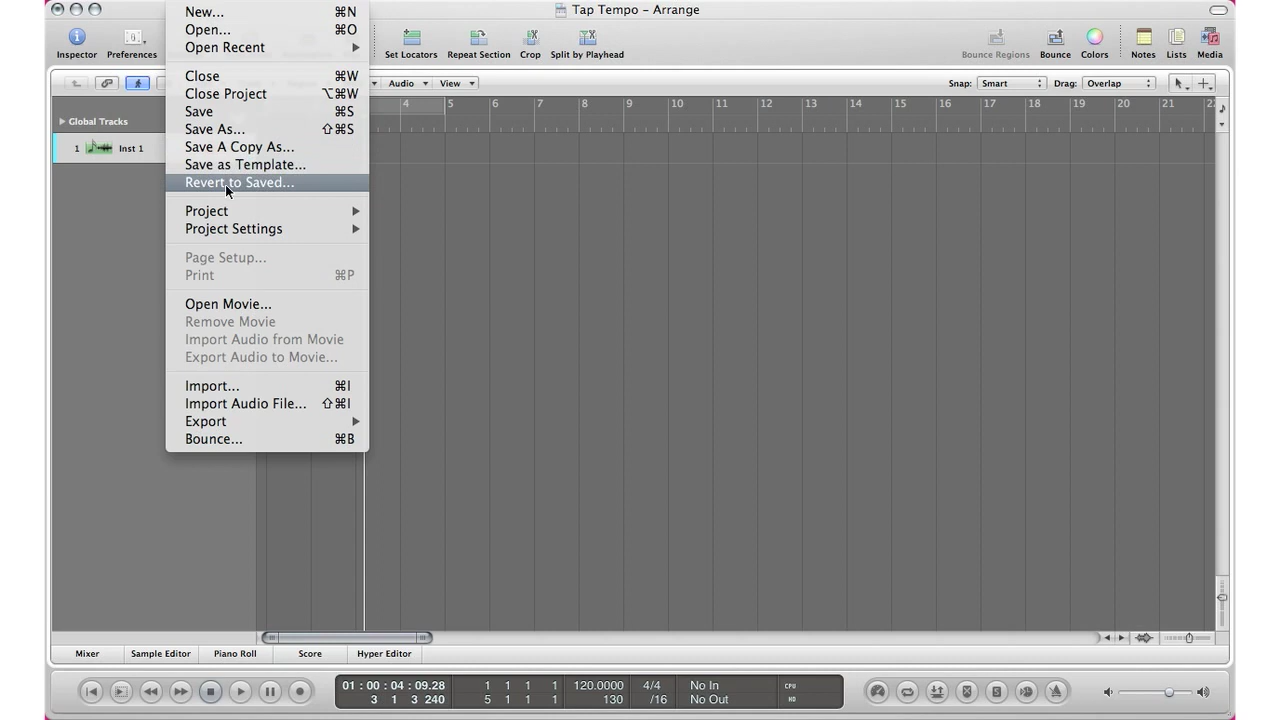 Tap Tempo – Arrange
Inspector
Preferences
Set Locators
Repeat Section
Crop
Split by Playhead
Bounce Regions
Bounce
Colors
Notes
Lists
Media
Audio
View
Snap: Smart
Drag: Overlap
4 5 6 7 8 9 10 11 12 13 14 15 16 17 18 19 20 21 22
Global Tracks
1 Inst 1
New... ⌘N
Open... ⌘O
Open Recent
Close ⌘W
Close Project ⌥⌘W
Save ⌘S
Save As... ⇧⌘S
Save A Copy As...
Save as Template...
Revert to Saved...
Project
Project Settings
Page Setup...
Print ⌘P
Open Movie...
Remove Movie
Import Audio from Movie
Export Audio to Movie...
Import... ⌘I
Import Audio File... ⇧⌘I
Export
Bounce... ⌘B
Mixer
Sample Editor
Piano Roll
Score
Hyper Editor
01 : 00 : 04 : 09.28 1 1 1 1 120.0000 4/4 No In CPU
3 1 3 240 5 1 1 1 130 /16 No Out HD